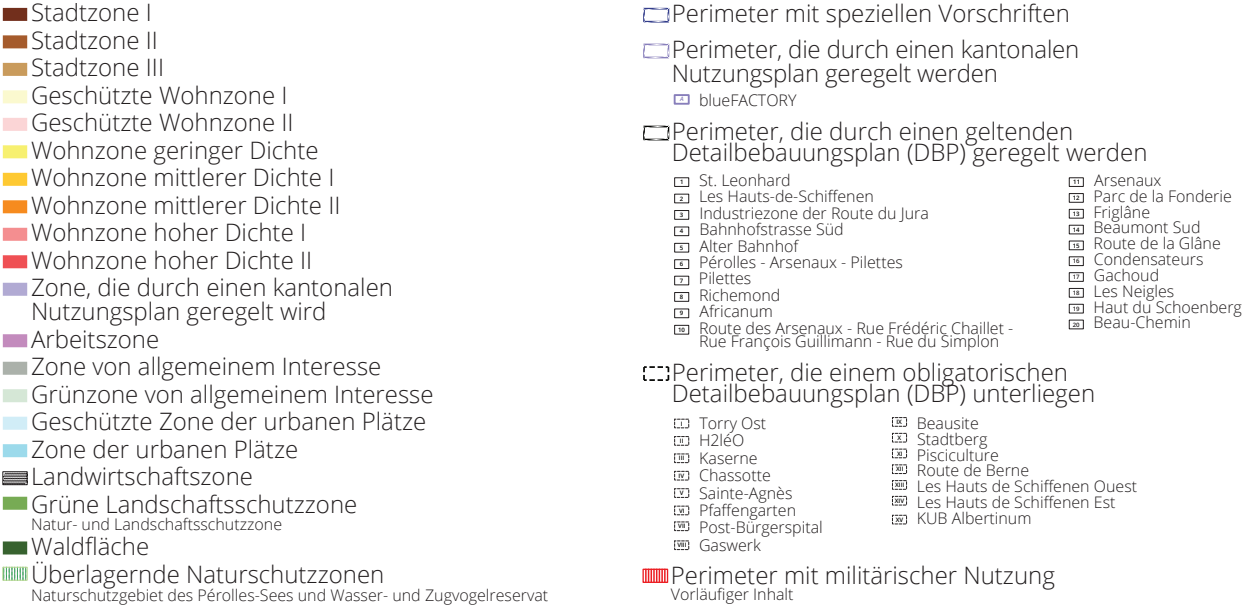 Stadtzone I
Stadtzone II
Stadtzone III
Geschützte Wohnzone I
Geschützte Wohnzone II
Wohnzone geringer Dichte
Wohnzone mittlerer Dichte I
Wohnzone mittlerer Dichte II
Wohnzone hoher Dichte I
Wohnzone hoher Dichte II
Zone, die durch einen kantonalen
Nutzungsplan geregelt wird
Arbeitszone
Zone von allgemeinem Interesse
Grünzone von allgemeinem Interesse
Geschützte Zone der urbanen Plätze
Zone der urbanen Plätze
Landwirtschaftszone
Grüne Landschaftsschutzzone
Natur- und Landschaftsschutzzone
Waldfläche
Überlagernde Naturschutzzonen
Naturschutzgebiet des Pérolles-Sees und Wasser- und Zugvogelreservat
Perimeter mit speziellen Vorschriften
Perimeter, die durch einen kantonalen
Nutzungsplan geregelt werden
blueFACTORY
Perimeter, die durch einen geltenden
Detailbebauungsplan (DBP) geregelt werden
1 St. Leonhard
2 Les Hauts-de-Schiffenen
3 Industriezone der Route du Jura
4 Bahnhofstrasse Süd
5 Alter Bahnhof
6 Pérolles - Arsenaux - Pilettes
7 Pilettes
8 Richemond
9 Africanum
10 Route des Arsenaux - Rue Frédéric Chaillet -
Rue François Guillimann - Rue du Simplon
11 Arsenaux
12 Parc de la Fonderie
13 Friglâne
14 Beaumont Sud
15 Route de la Glâne
16 Condensateurs
17 Gachoud
18 Les Neigles
19 Haut du Schoenberg
20 Beau-Chemin
Perimeter, die einem obligatorischen
Detailbebauungsplan (DBP) unterliegen
I Torry Ost
II H2léO
III Kaserne
IV Chassotte
V Sainte-Agnès
VI Pfaffengarten
VII Post-Bürgerspital
VIII Gaswerk
IX Beausite
X Stadtberg
XI Pisciculture
XII Route de Berne
XIII Les Hauts de Schiffenen Ouest
XIV Les Hauts de Schiffenen Est
XV KUB Albertinum
Perimeter mit militärischer Nutzung
Vorläufiger Inhalt